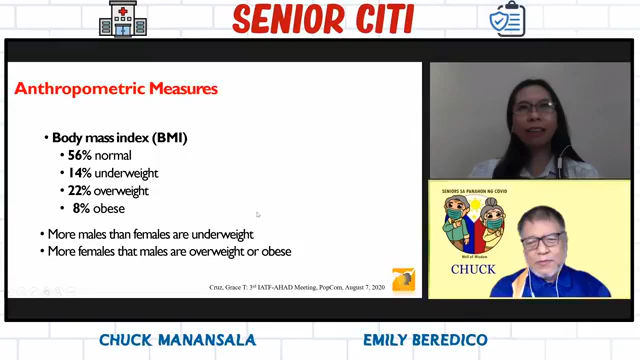 SENIOR CITI
Anthropometric Measures
• Body mass index (BMI)
• 56% normal
• 14% underweight
• 22% overweight
• 8% obese
• More males than females are underweight
• More females that males are overweight or obese
Cruz, Grace T: 3rd IATF-AHAD Meeting, PopCom, August 7, 2020
SENIORS SA PANAHON NG COVID
Well of Wisdom
CHUCK
CHUCK MANANSALA
EMILY BEREDICO